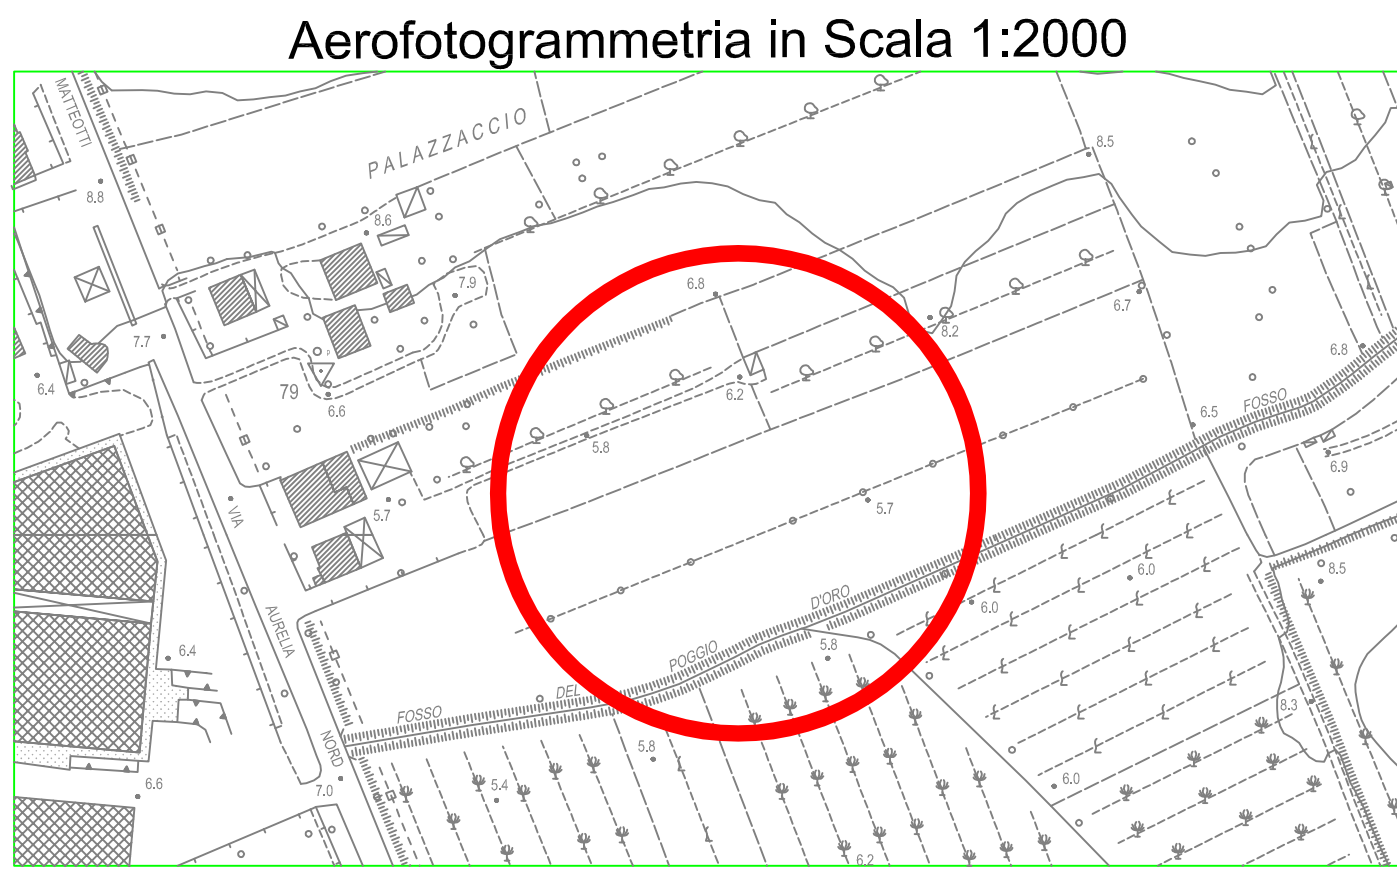 Aerofotogrammetria in Scala 1:2000
MATTEOTTI
PALAZZACCIO
8.5
8.8
8.6
7.9
6.8
6.7
8.2
7.7
6.8
6.4
P
79
6.6
6.2
6.5
FOSSO
5.8
6.9
5.7
5.7
VIA
8.5
6.0
D'ORO
6.0
AURELIA
6.4
5.8
POGGIO
DEL
FOSSO
8.3
NORD
5.8
6.0
7.0
5.4
6.6
6.2